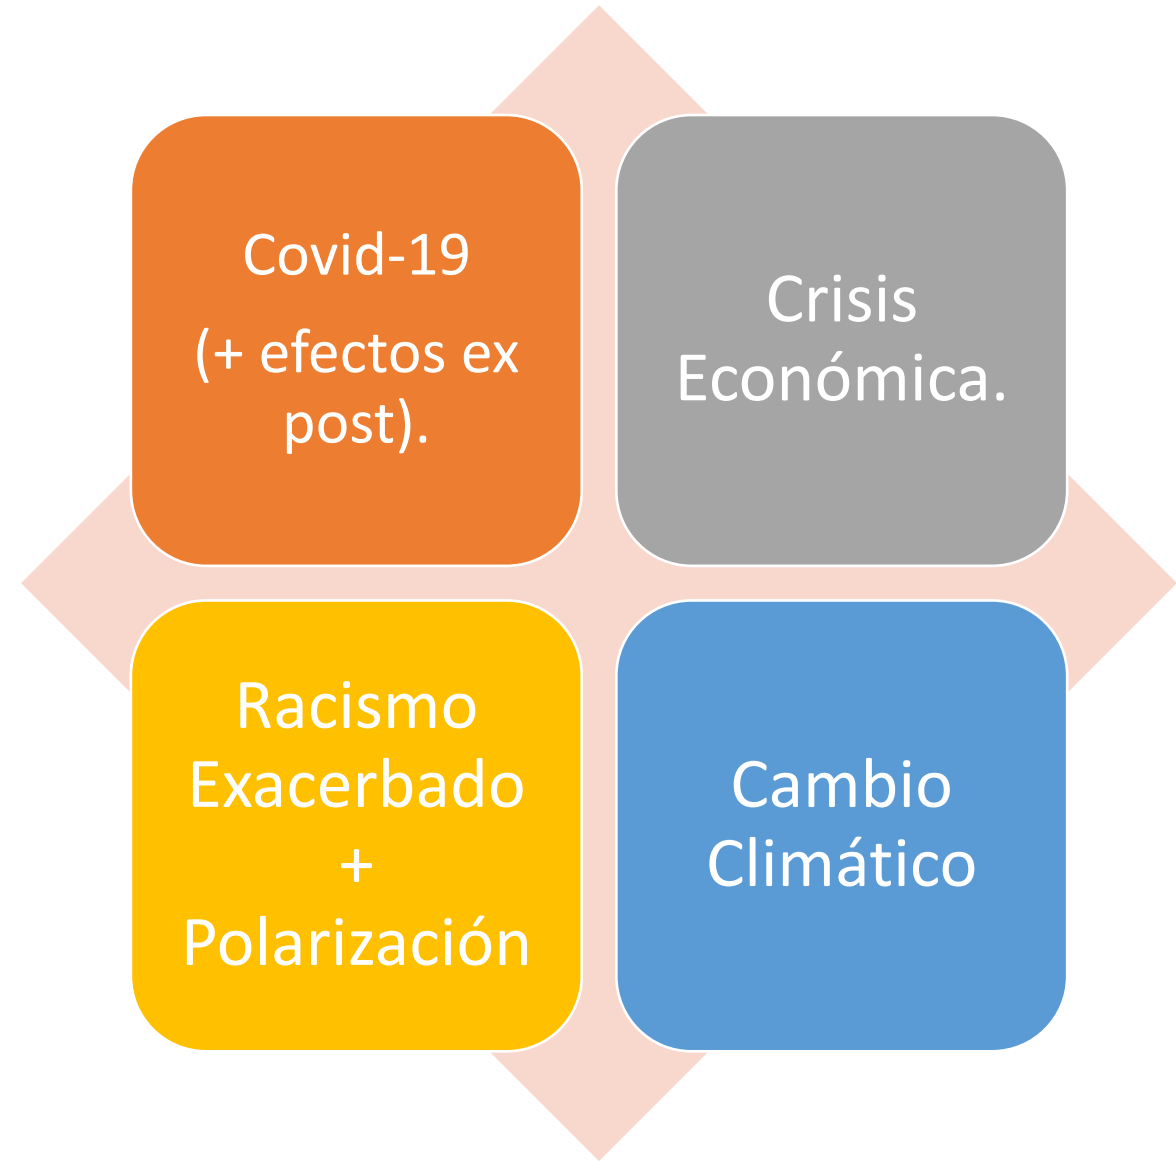 Covid-19
(+ efectos ex
post).
Crisis
Económica.
Racismo
Exacerbado
+
Polarización
Cambio
Climático